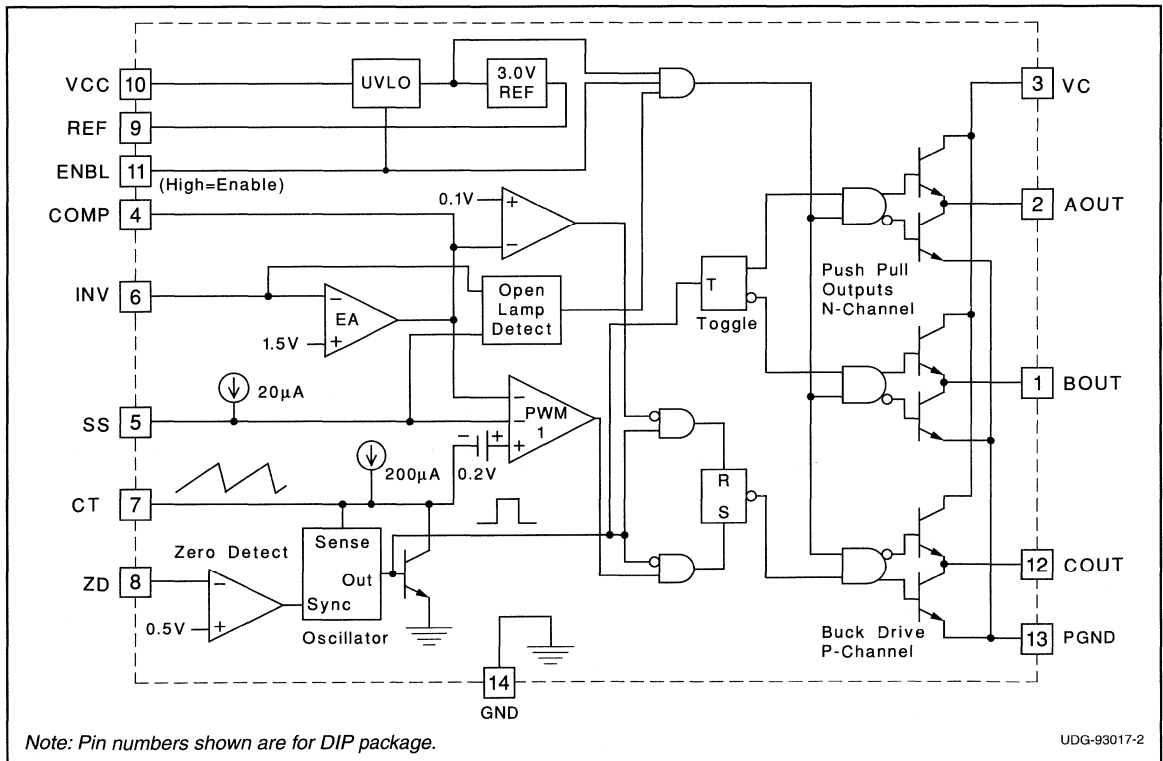 VCC 10
UVLO
3.0V
REF
3 VC
REF 9
ENBL 11
(High=Enable)
COMP 4
0.1V
+
−
2 AOUT
INV 6
−
EA
1.5V
+
Open
Lamp
Detect
T
Toggle
Push Pull
Outputs
N-Channel
20µA
SS 5
−
−
+
PWM
1
1 BOUT
− +
0.2V
200µA
CT 7
R
S
Zero Detect
ZD 8
−
0.5V
+
Sense
Out
Sync
Oscillator
12 COUT
Buck Drive
P-Channel
13 PGND
14
GND
Note: Pin numbers shown are for DIP package.
UDG-93017-2